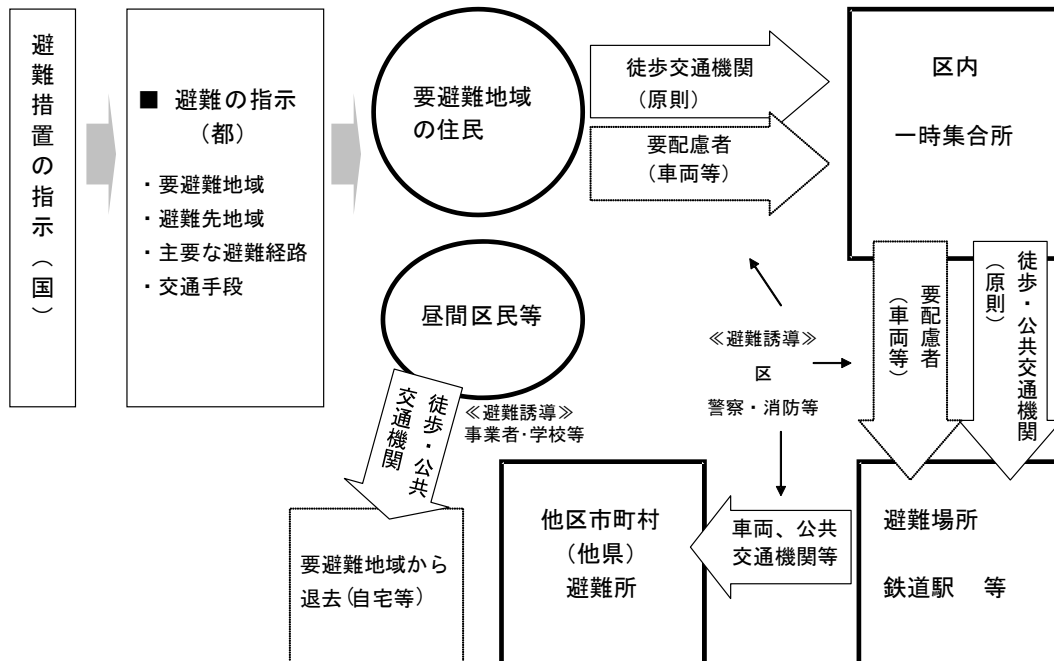 避難措置の指示(国)
■ 避難の指示
(都)
・要避難地域
・避難先地域
・主要な避難経路
・交通手段
要避難地域
の住民
徒歩交通機関
(原則)
要配慮者
(車両等)
区内
一時集合所
昼間区民等
徒歩・公共
交通機関
≪避難誘導≫
事業者・学校等
≪避難誘導≫
区
警察・消防等
要配慮者
(車両等)
徒歩・公共交通機関
(原則)
要避難地域から
退去(自宅等)
他区市町村
(他県)
避難所
車両、公共
交通機関等
避難場所
鉄道駅 等